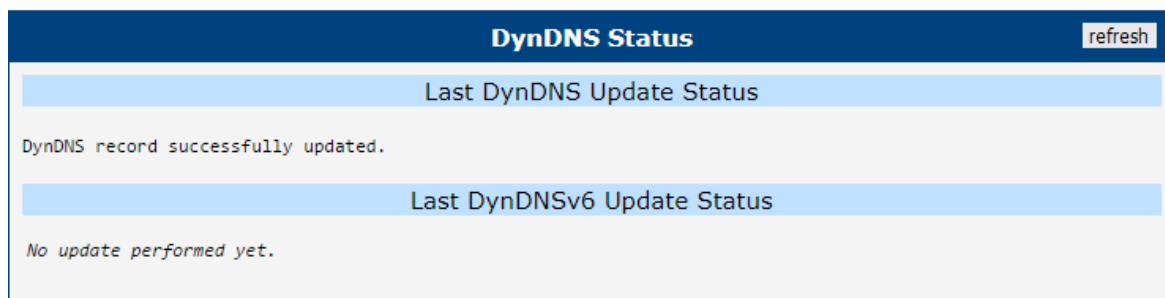 DynDNS Status
refresh
Last DynDNS Update Status
DynDNS record successfully updated.
Last DynDNSv6 Update Status
No update performed yet.